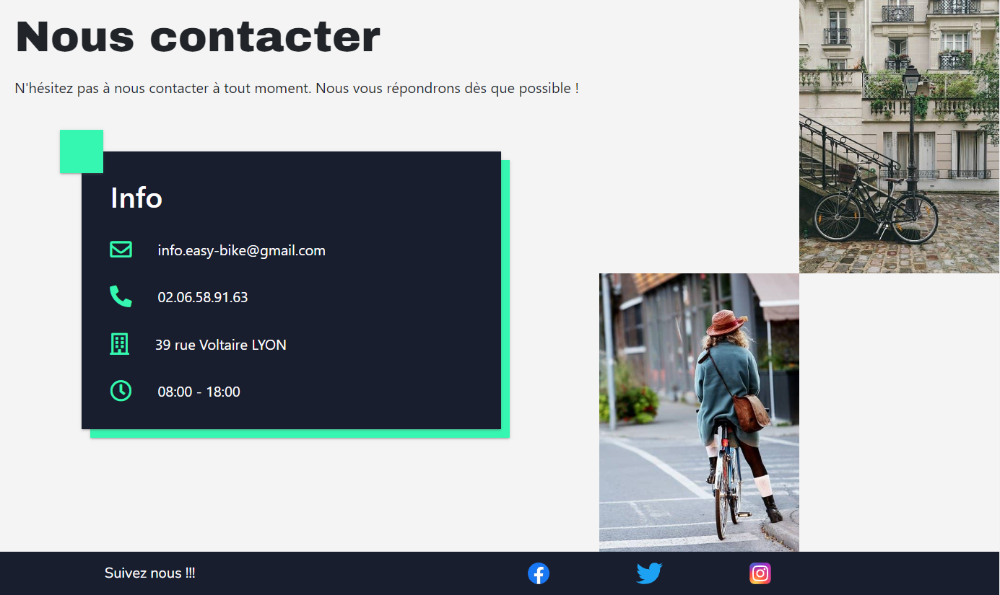 Nous contacter
N'hésitez pas à nous contacter à tout moment. Nous vous répondrons dès que possible !
Info
info.easy-bike@gmail.com
02.06.58.91.63
39 rue Voltaire LYON
08:00 - 18:00
Suivez nous !!!